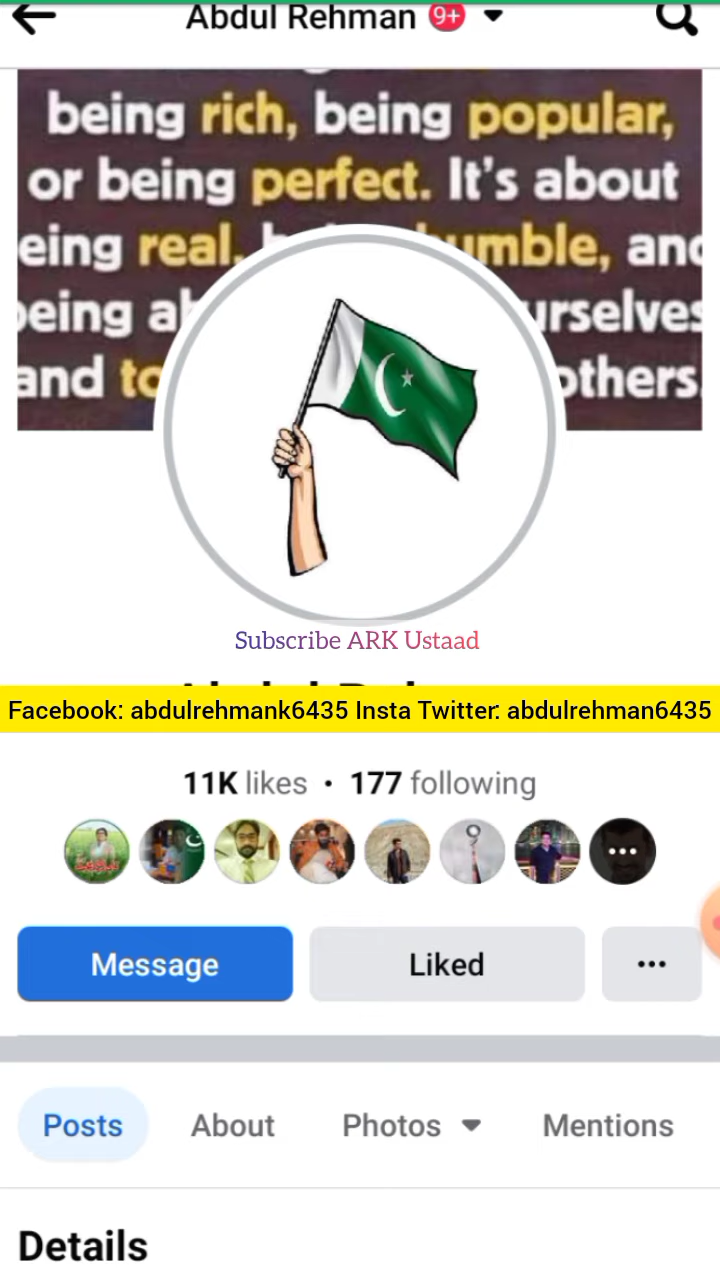 Abdul Rehman 9+
being rich, being popular,
or being perfect. It's about
eing real. umble, and
being urselves
and to others.
Subscribe ARK Ustaad
Facebook: abdulrehmank6435 Insta Twitter: abdulrehman6435
11K likes • 177 following
Message
Liked
Posts
About
Photos
Mentions
Details